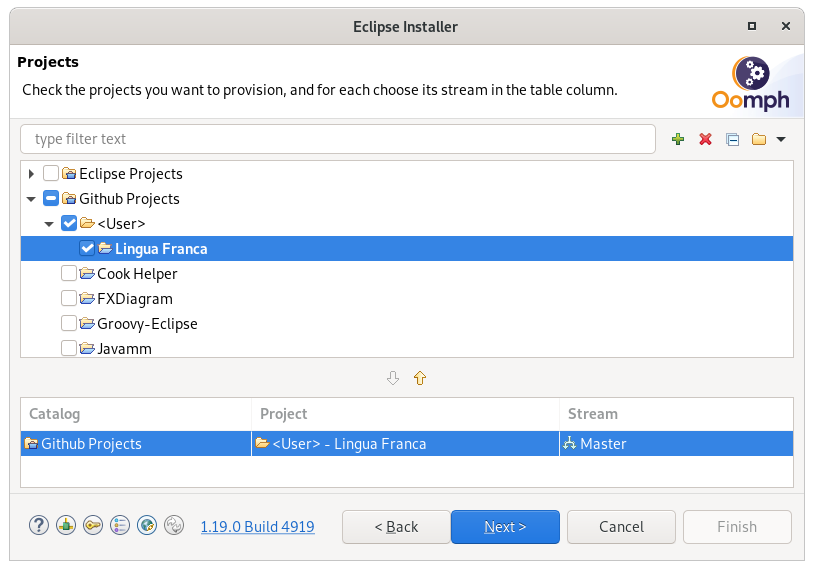 Eclipse Installer
Projects
Check the projects you want to provision, and for each choose its stream in the table column.
Oomph
type filter text
Eclipse Projects
Github Projects
<User>
Lingua Franca
Cook Helper
FXDiagram
Groovy-Eclipse
Javamm
Catalog Project Stream
Github Projects <User> - Lingua Franca Master
1.19.0 Build 4919 < Back Next > Cancel Finish